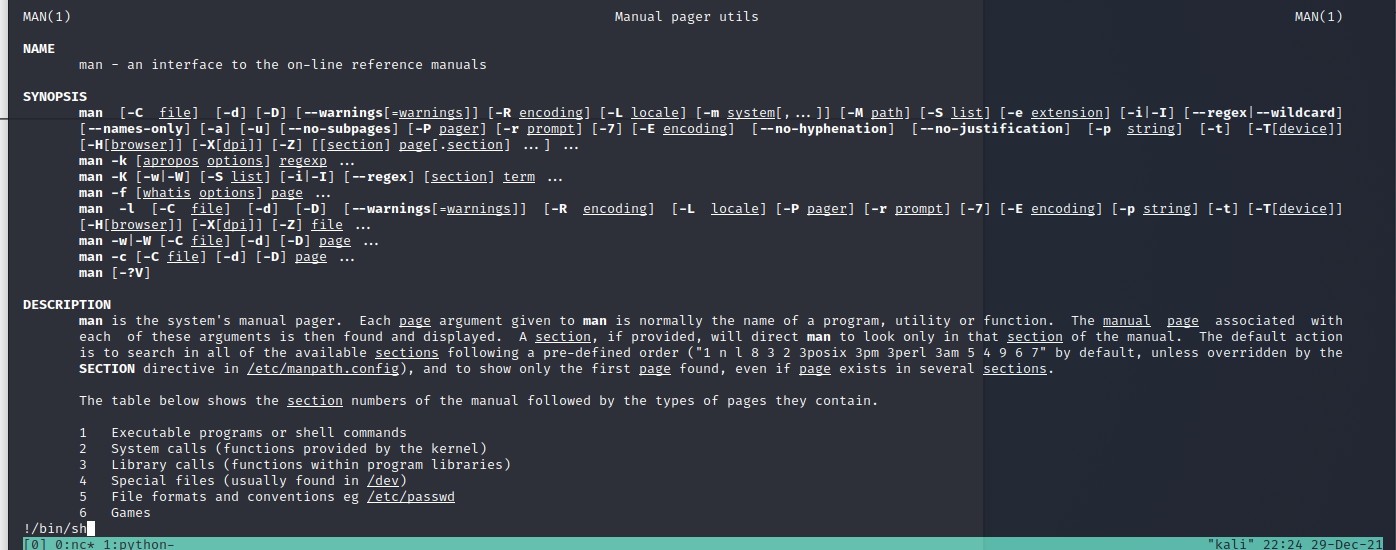 MAN(1) Manual pager utils MAN(1)
NAME
man - an interface to the on-line reference manuals
SYNOPSIS
man [-C file] [-d] [-D] [--warnings[=warnings]] [-R encoding] [-L locale] [-m system[,...]] [-M path] [-S list] [-e extension] [-i|-I] [--regex|--wildcard]
[--names-only] [-a] [-u] [--no-subpages] [-P pager] [-r prompt] [-7] [-E encoding] [--no-hyphenation] [--no-justification] [-p string] [-t] [-T[device]]
[-H[browser]] [-X[dpi]] [-Z] [[section] page[.section] ...] ...
man -k [apropos options] regexp ...
man -K [-w|-W] [-S list] [-i|-I] [--regex] [section] term ...
man -f [whatis options] page ...
man -l [-C file] [-d] [-D] [--warnings[=warnings]] [-R encoding] [-L locale] [-P pager] [-r prompt] [-7] [-E encoding] [-p string] [-t] [-T[device]]
[-H[browser]] [-X[dpi]] [-Z] file ...
man -w|-W [-C file] [-d] [-D] page ...
man -c [-C file] [-d] [-D] page ...
man [-?V]
DESCRIPTION
man is the system's manual pager. Each page argument given to man is normally the name of a program, utility or function. The manual page associated with
each of these arguments is then found and displayed. A section, if provided, will direct man to look only in that section of the manual. The default action
is to search in all of the available sections following a pre-defined order ("1 n l 8 3 2 3posix 3pm 3perl 3am 5 4 9 6 7" by default, unless overridden by the
SECTION directive in /etc/manpath.config), and to show only the first page found, even if page exists in several sections.
The table below shows the section numbers of the manual followed by the types of pages they contain.
1 Executable programs or shell commands
2 System calls (functions provided by the kernel)
3 Library calls (functions within program libraries)
4 Special files (usually found in /dev)
5 File formats and conventions eg /etc/passwd
6 Games
!/bin/sh
[0] 0:nc* 1:python- "kali" 22:24 29-Dec-21